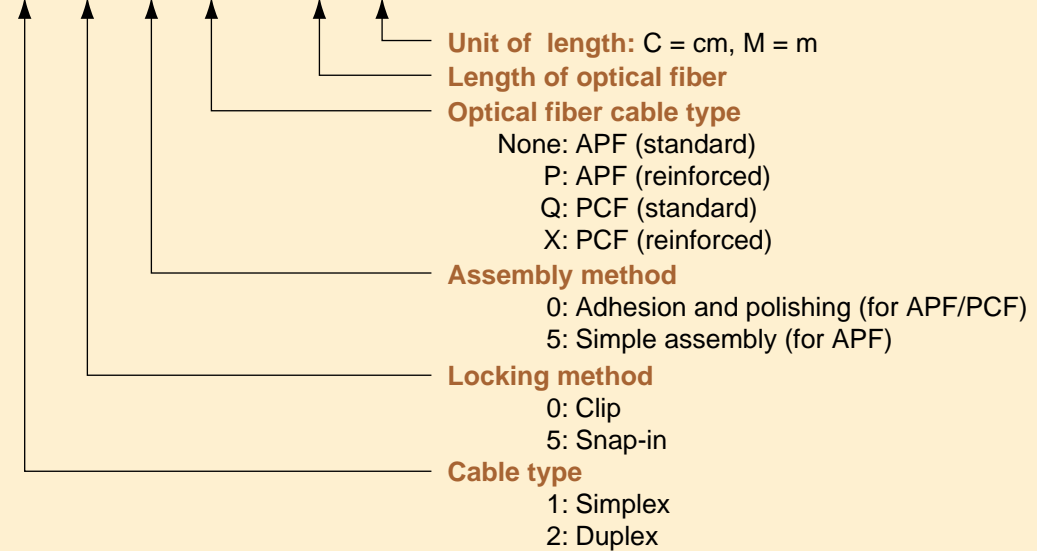 Unit of length: C = cm, M = m
Length of optical fiber
Optical fiber cable type
None: APF (standard)
P: APF (reinforced)
Q: PCF (standard)
X: PCF (reinforced)
Assembly method
0: Adhesion and polishing (for APF/PCF)
5: Simple assembly (for APF)
Locking method
0: Clip
5: Snap-in
Cable type
1: Simplex
2: Duplex